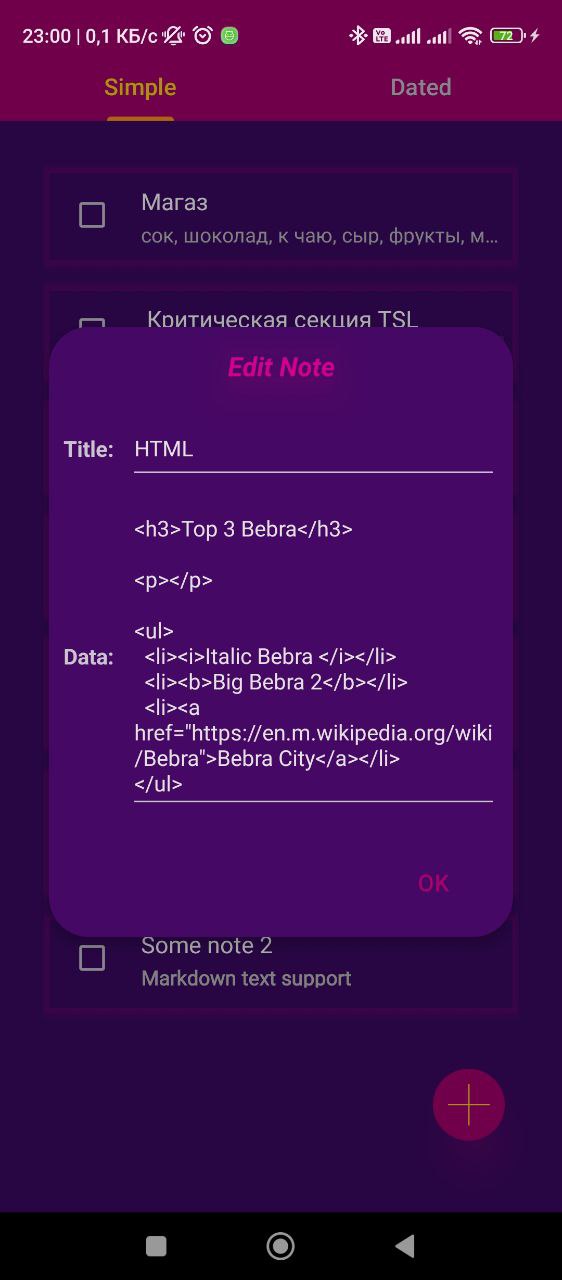 23:00 | 0,1 КБ/с
Vo LTE
72
Simple
Dated
Магаз
сок, шоколад, к чаю, сыр, фрукты, м...
Критическая секция TSL
Edit Note
Title:
HTML
Data:
<h3>Top 3 Bebra</h3>
<p></p>
<ul>
<li><i>Italic Bebra </i></li>
<li><b>Big Bebra 2</b></li>
<li><a
href="https://en.m.wikipedia.org/wiki
/Bebra">Bebra City</a></li>
</ul>
OK
Some note 2
Markdown text support